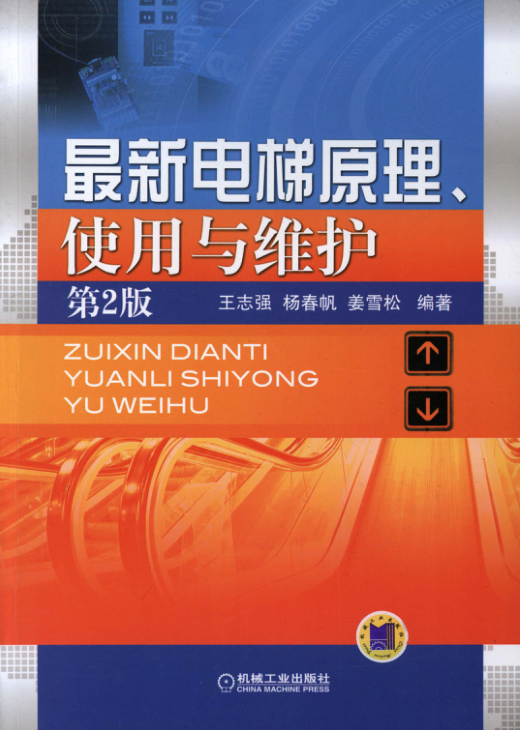 最新电梯原理、
使用与维护
第2版
王志强 杨春帆 姜雪松 编著
ZUIXIN DIANTI
YUANLI SHIYONG
YU WEIHU
机械工业出版社
CHINA MACHINE PRESS